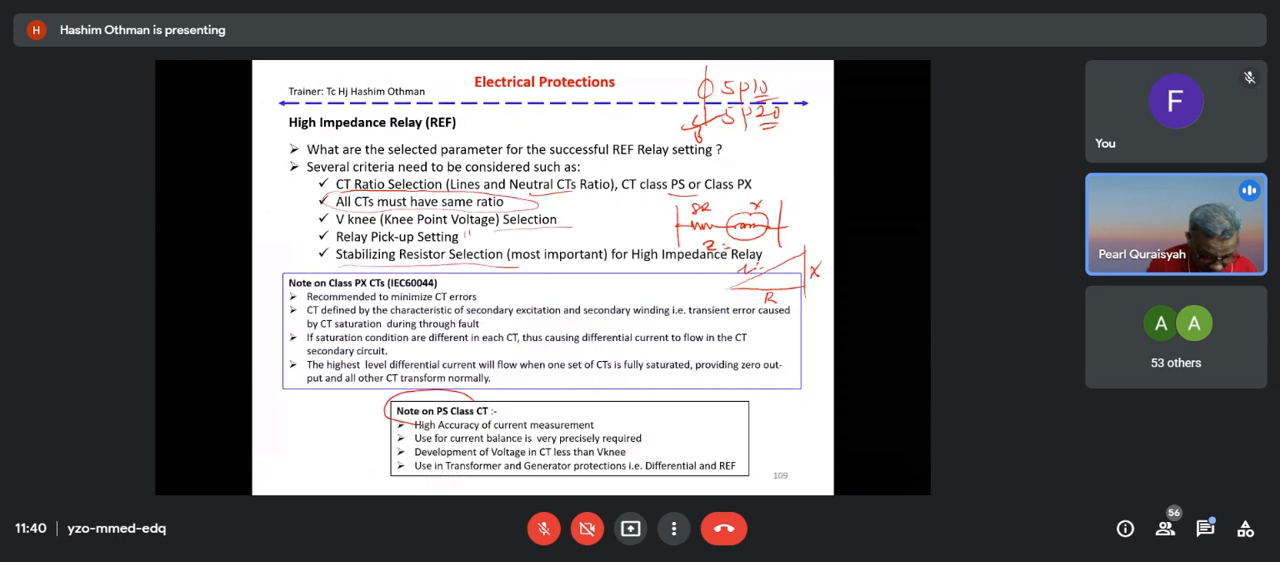 H
Hashim Othman is presenting
Electrical Protections
Trainer: Tc Hj Hashim Othman
5p10
5p20
High Impedance Relay (REF)
What are the selected parameter for the successful REF Relay setting ?
Several criteria need to be considered such as:
CT Ratio Selection (Lines and Neutral CTs Ratio), CT class PS or Class PX
All CTs must have same ratio
V knee (Knee Point Voltage) Selection
Relay Pick-up Setting
Stabilizing Resistor Selection (most important) for High Impedance Relay
SR
X
Z=
X
R
Note on Class PX CTs (IEC60044)
Recommended to minimize CT errors
CT defined by the characteristic of secondary excitation and secondary winding i.e. transient error caused
by CT saturation during through fault
If saturation condition are different in each CT, thus causing differential current to flow in the CT
secondary circuit.
The highest level differential current will flow when one set of CTs is fully saturated, providing zero out-
put and all other CT transform normally.
Note on PS Class CT :-
High Accuracy of current measurement
Use for current balance is very precisely required
Development of Voltage in CT less than Vknee
Use in Transformer and Generator protections i.e. Differential and REF
109
F
You
Pearl Quraisyah
A A
53 others
11:40 | yzo-mmed-edq
56